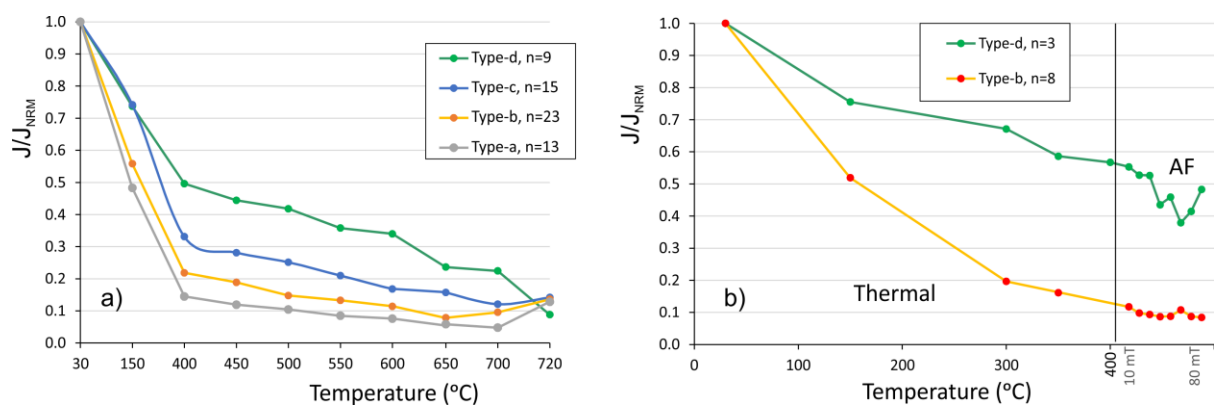 1.0
0.9
0.8
0.7
0.6
0.5
0.4
0.3
0.2
0.1
0.0
J/J_NRM
Type-d, n=9
Type-c, n=15
Type-b, n=23
Type-a, n=13
a)
30 150 400 450 500 550 600 650 700 720
Temperature (°C)
b)
1.0
0.9
0.8
0.7
0.6
0.5
0.4
0.3
0.2
0.1
0.0
J/J_NRM
Type-d, n=3
Type-b, n=8
AF
Thermal
0 100 200 300 400 10 mT 80 mT
Temperature (°C)